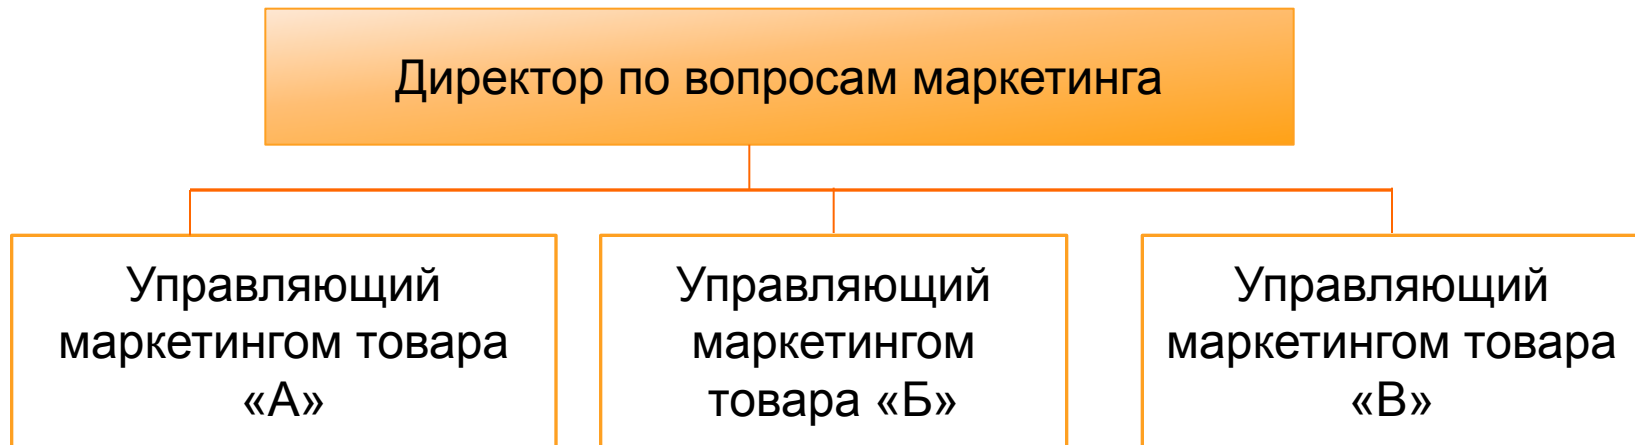 Директор по вопросам маркетинга
Управляющий
маркетингом товара
«А»
Управляющий
маркетингом
товара «Б»
Управляющий
маркетингом товара
«В»